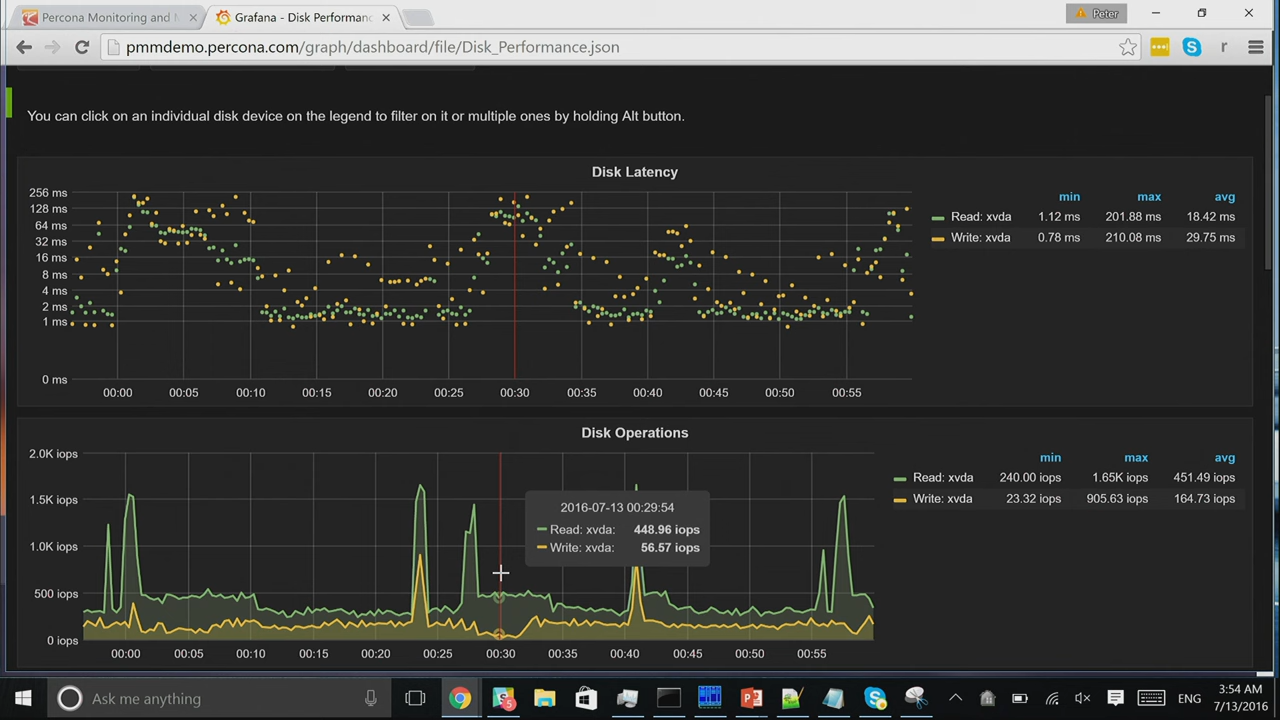 Percona Monitoring and
Grafana - Disk Performanc
Peter
pmmdemo.percona.com/graph/dashboard/file/Disk_Performance.json
r
You can click on an individual disk device on the legend to filter on it or multiple ones by holding Alt button.
Disk Latency
256 ms
128 ms
64 ms
32 ms
16 ms
8 ms
4 ms
2 ms
1 ms
0 ms
00:00 00:05 00:10 00:15 00:20 00:25 00:30 00:35 00:40 00:45 00:50 00:55
min max avg
Read: xvda 1.12 ms 201.88 ms 18.42 ms
Write: xvda 0.78 ms 210.08 ms 29.75 ms
Disk Operations
2.0K iops
1.5K iops
1.0K iops
500 iops
0 iops
00:00 00:05 00:10 00:15 00:20 00:25 00:30 00:35 00:40 00:45 00:50 00:55
2016-07-13 00:29:54
Read: xvda: 448.96 iops
Write: xvda: 56.57 iops
min max avg
Read: xvda 240.00 iops 1.65K iops 451.49 iops
Write: xvda 23.32 iops 905.63 iops 164.73 iops
Ask me anything
ENG
3:54 AM
7/13/2016